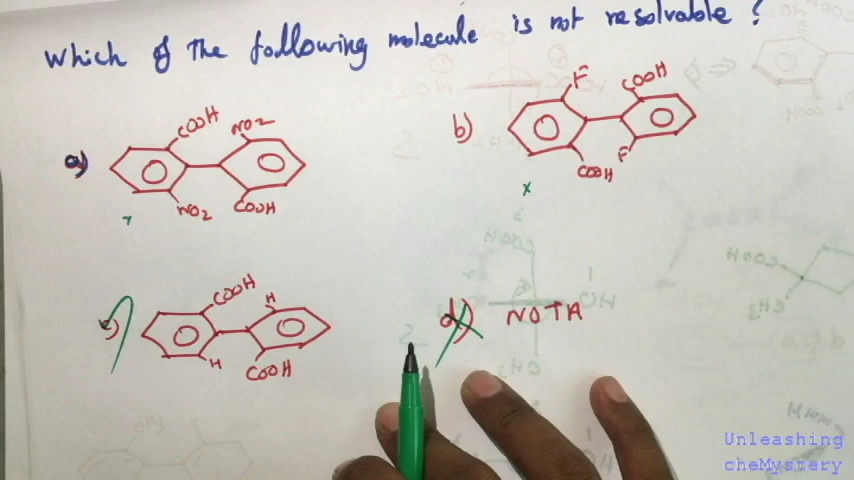 Which of the following molecule is not resolvable ?
a)
COOH
NO2
NO2
COOH
b)
F
COOH
COOH
F
x
c)
COOH
H
H
COOH
d) NOTA
Unleashing
cheMystery